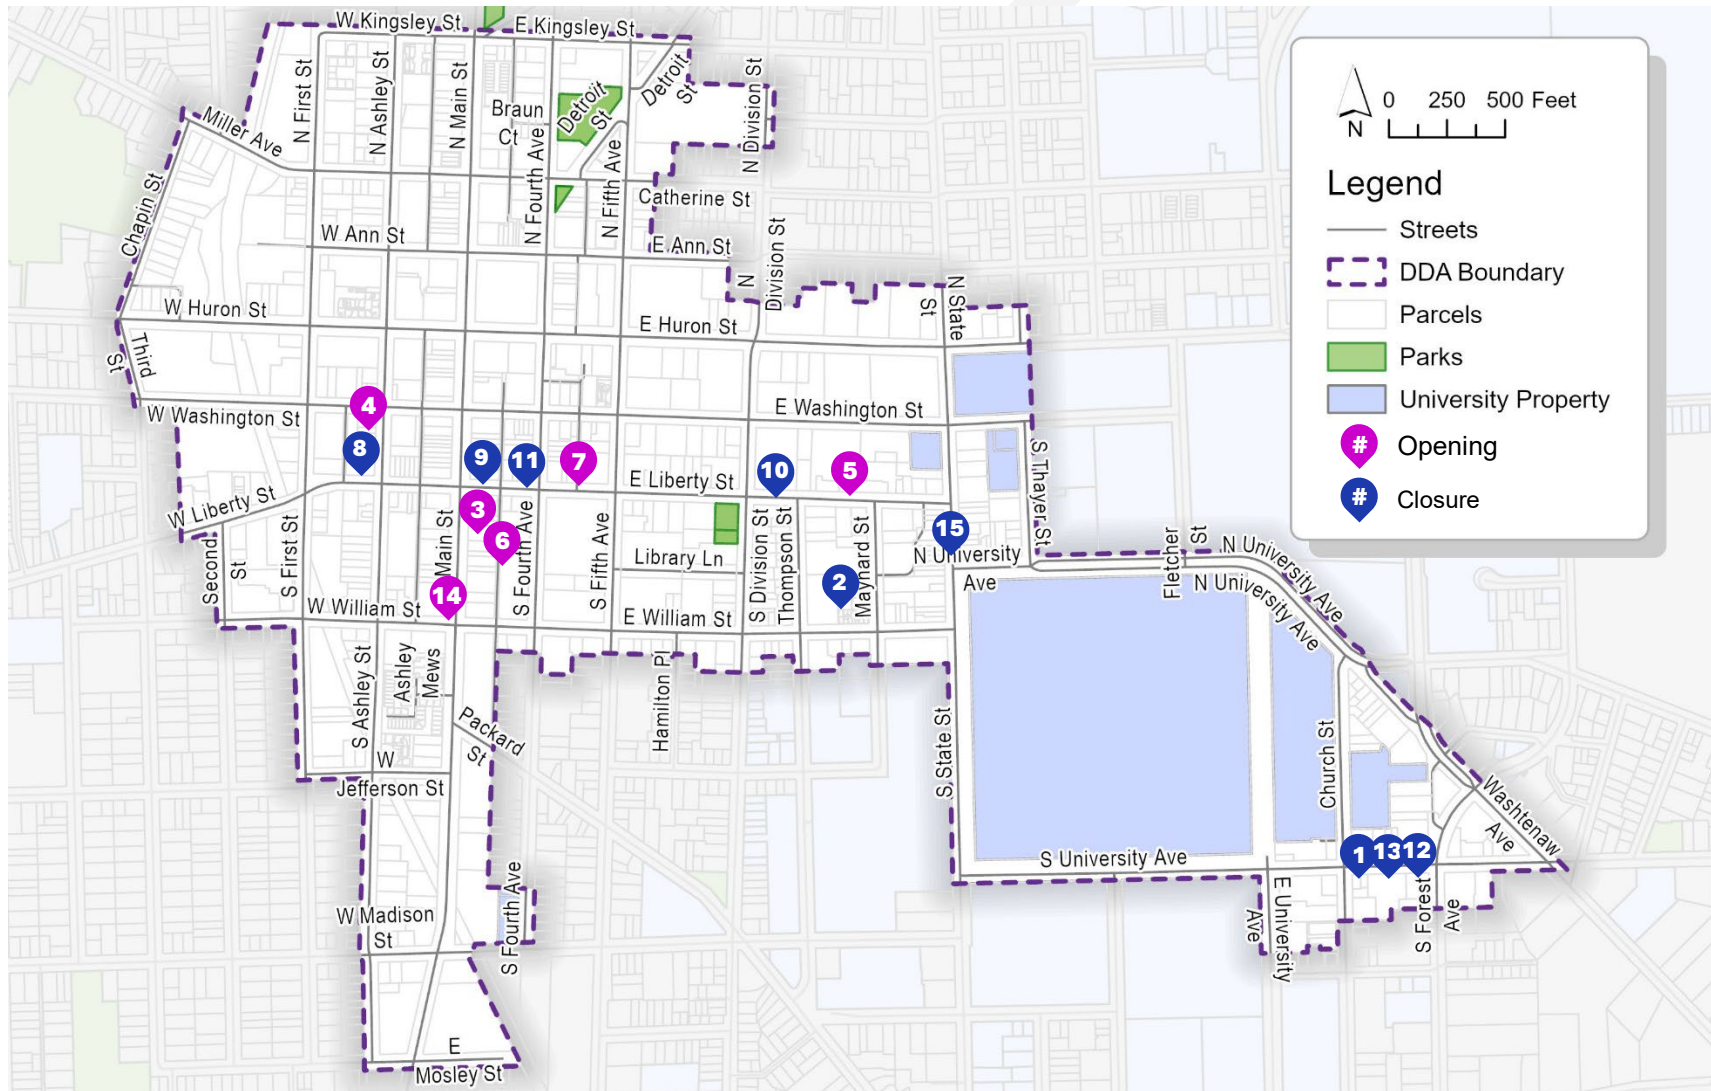 W Kingsley St
E Kingsley St
N First St
N Ashley St
N Main St
Braun
Ct
N Fourth Ave
Detroit
St
Detroit
St
N Fifth Ave
N Division St
Miller Ave
Chapin St
Catherine St
W Ann St
E Ann St
N
Division St
W Huron St
E Huron St
N State
St
Third
St
W Washington St
E Washington St
4
8
9
11
7
10
5
E Liberty St
W Liberty St
S Thayer St
3
6
14
Main St
S Fourth Ave
S Fifth Ave
Library Ln
S Division St
Thompson St
2
Maynard St
15
N University
Ave
Fletcher
St
N University Ave
N University Ave
Second
St
S First St
W William St
E William St
S Ashley St
Ashley
Mews
Hamilton Pl
Packard
St
S State St
W
Jefferson St
Church St
Washtenaw
Ave
1
13
12
S University Ave
E University
Ave
S Forest
Ave
W Madison
St
S Fourth Ave
E
Mosley St
N
0 250 500 Feet
Legend
Streets
DDA Boundary
Parcels
Parks
University Property
# Opening
# Closure